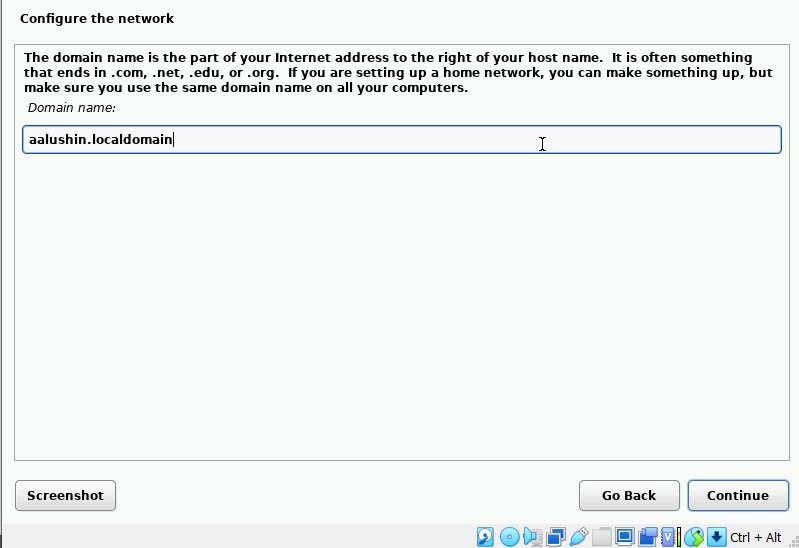 Configure the network
The domain name is the part of your Internet address to the right of your host name.  It is often something
that ends in .com, .net, .edu, or .org.  If you are setting up a home network, you can make something up, but
make sure you use the same domain name on all your computers.
Domain name:
aalushin.localdomain
Screenshot
Go Back
Continue
Ctrl + Alt